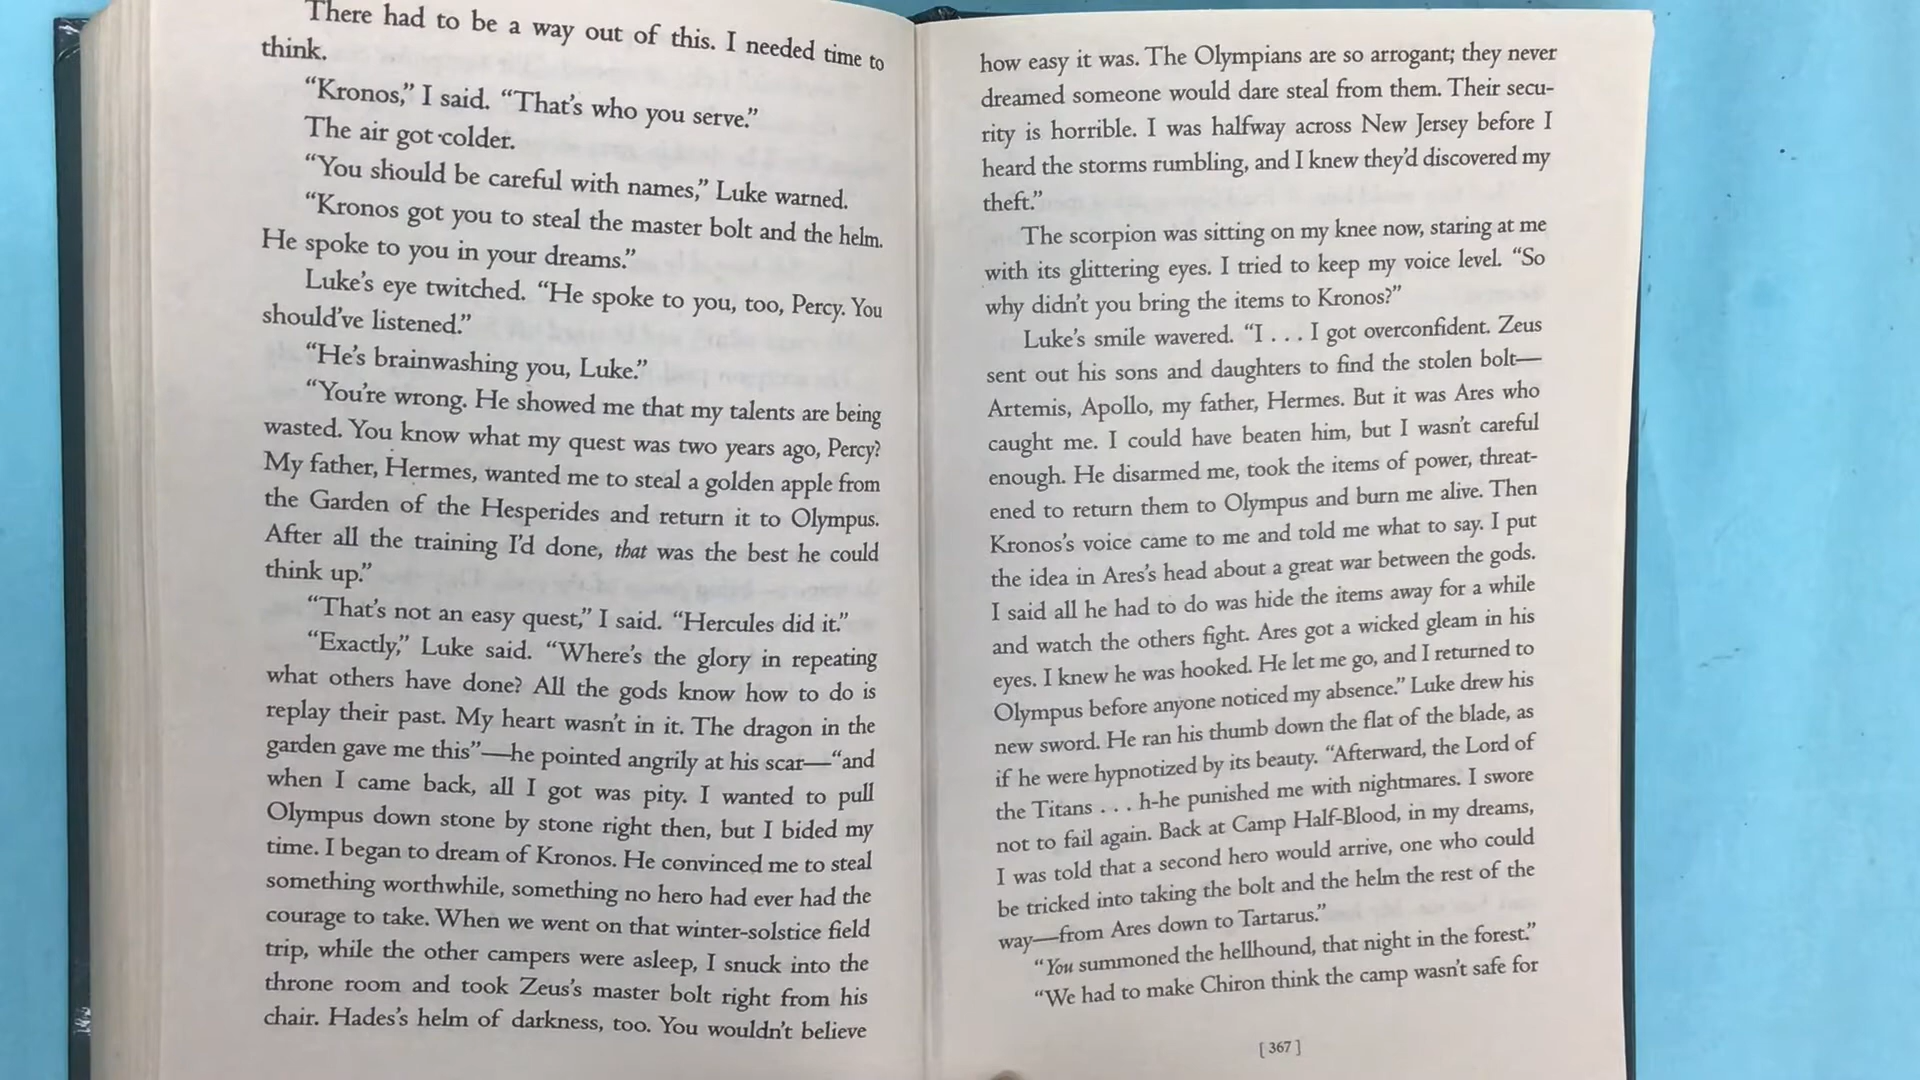 There had to be a way out of this. I needed time to
think.
“Kronos,” I said. “That’s who you serve.”
The air got colder.
“You should be careful with names,” Luke warned.
“Kronos got you to steal the master bolt and the helm.
He spoke to you in your dreams.”
Luke’s eye twitched. “He spoke to you, too, Percy. You
should’ve listened.”
“He’s brainwashing you, Luke.”
“You’re wrong. He showed me that my talents are being
wasted. You know what my quest was two years ago, Percy?
My father, Hermes, wanted me to steal a golden apple from
the Garden of the Hesperides and return it to Olympus.
After all the training I’d done, that was the best he could
think up.”
“That’s not an easy quest,” I said. “Hercules did it.”
“Exactly,” Luke said. “Where’s the glory in repeating
what others have done? All the gods know how to do is
replay their past. My heart wasn’t in it. The dragon in the
garden gave me this”—he pointed angrily at his scar—“and
when I came back, all I got was pity. I wanted to pull
Olympus down stone by stone right then, but I bided my
time. I began to dream of Kronos. He convinced me to steal
something worthwhile, something no hero had ever had the
courage to take. When we went on that winter-solstice field
trip, while the other campers were asleep, I snuck into the
throne room and took Zeus’s master bolt right from his
chair. Hades’s helm of darkness, too. You wouldn’t believe
how easy it was. The Olympians are so arrogant; they never
dreamed someone would dare steal from them. Their secu-
rity is horrible. I was halfway across New Jersey before I
heard the storms rumbling, and I knew they’d discovered my
theft.”
The scorpion was sitting on my knee now, staring at me
with its glittering eyes. I tried to keep my voice level. “So
why didn’t you bring the items to Kronos?”
Luke’s smile wavered. “I . . . I got overconfident. Zeus
sent out his sons and daughters to find the stolen bolt—
Artemis, Apollo, my father, Hermes. But it was Ares who
caught me. I could have beaten him, but I wasn’t careful
enough. He disarmed me, took the items of power, threat-
ened to return them to Olympus and burn me alive. Then
Kronos’s voice came to me and told me what to say. I put
the idea in Ares’s head about a great war between the gods.
I said all he had to do was hide the items away for a while
and watch the others fight. Ares got a wicked gleam in his
eyes. I knew he was hooked. He let me go, and I returned to
Olympus before anyone noticed my absence.” Luke drew his
new sword. He ran his thumb down the flat of the blade, as
if he were hypnotized by its beauty. “Afterward, the Lord of
the Titans . . . h-he punished me with nightmares. I swore
not to fail again. Back at Camp Half-Blood, in my dreams,
I was told that a second hero would arrive, one who could
be tricked into taking the bolt and the helm the rest of the
way—from Ares down to Tartarus.”
“You summoned the hellhound, that night in the forest.”
“We had to make Chiron think the camp wasn’t safe for
[ 367 ]